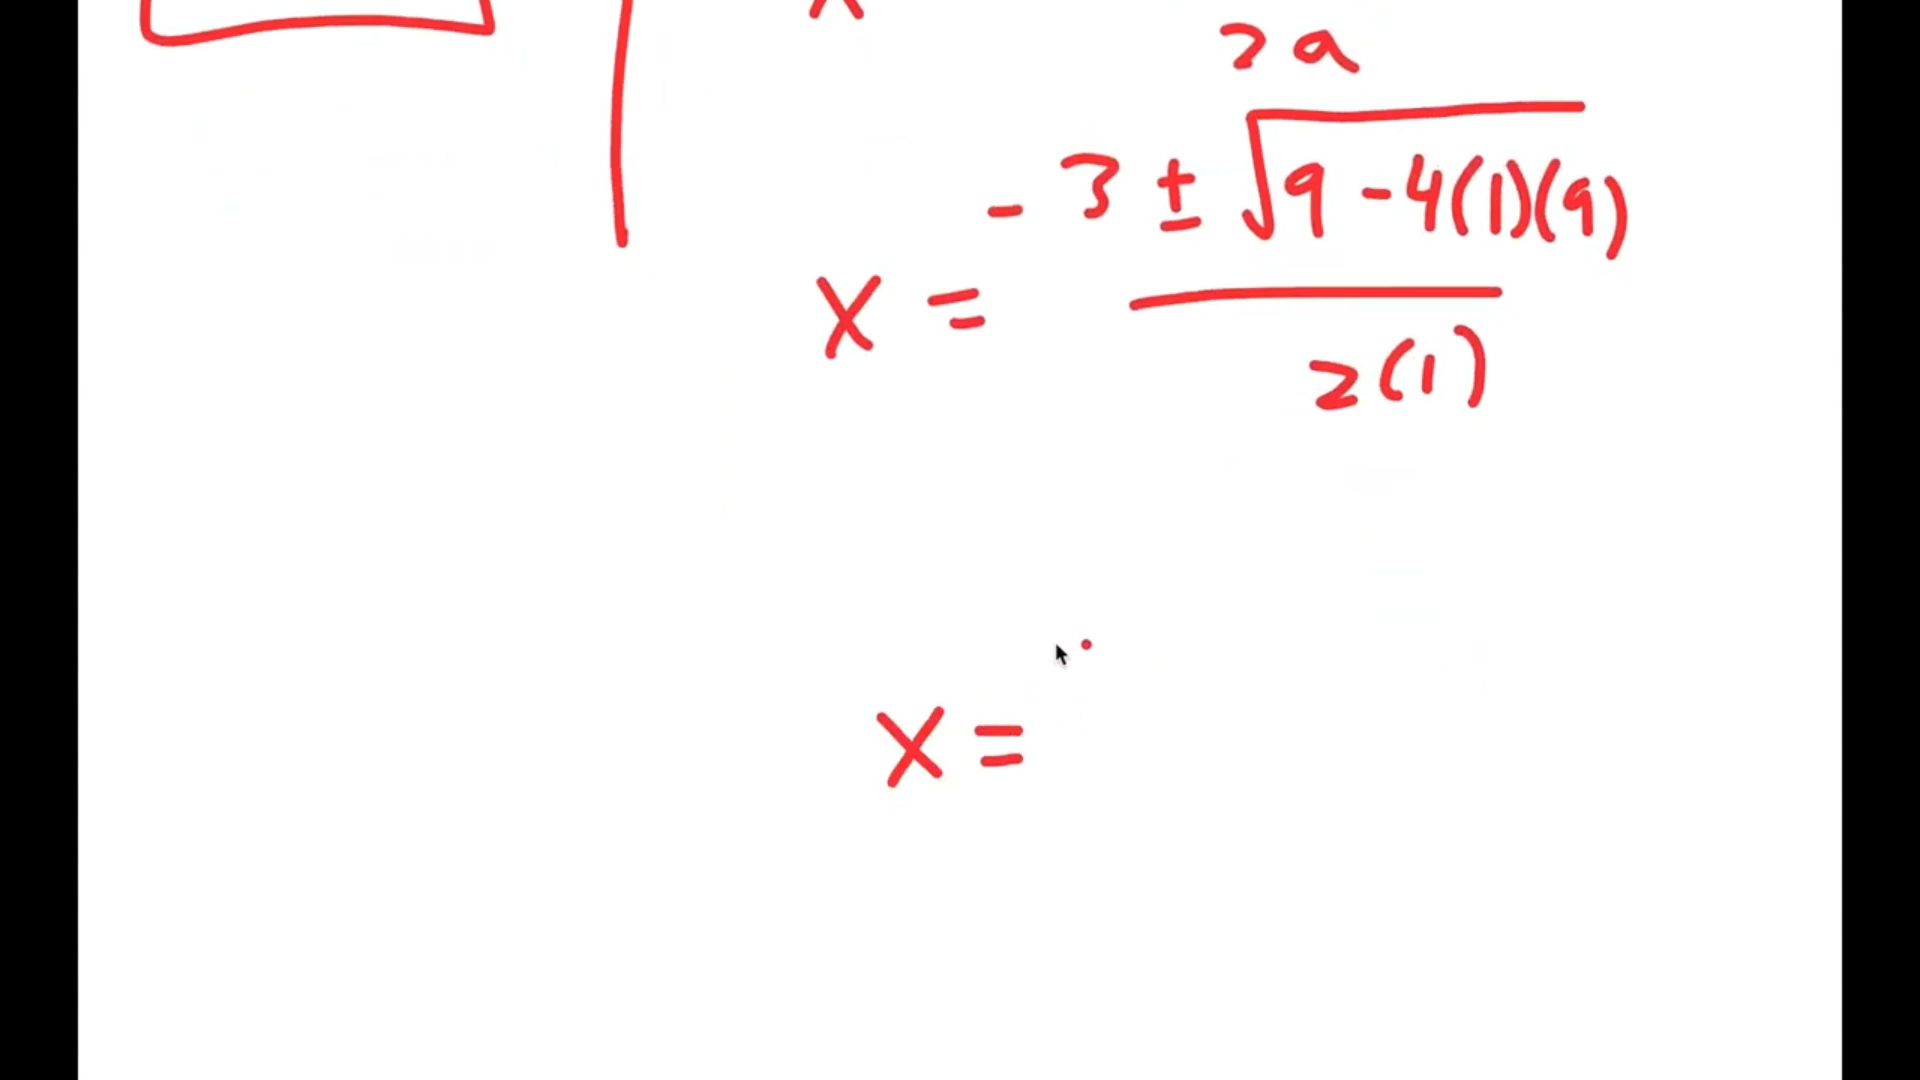 2a
-3 ± √9-4(1)(9)
x =
2(1)
x =